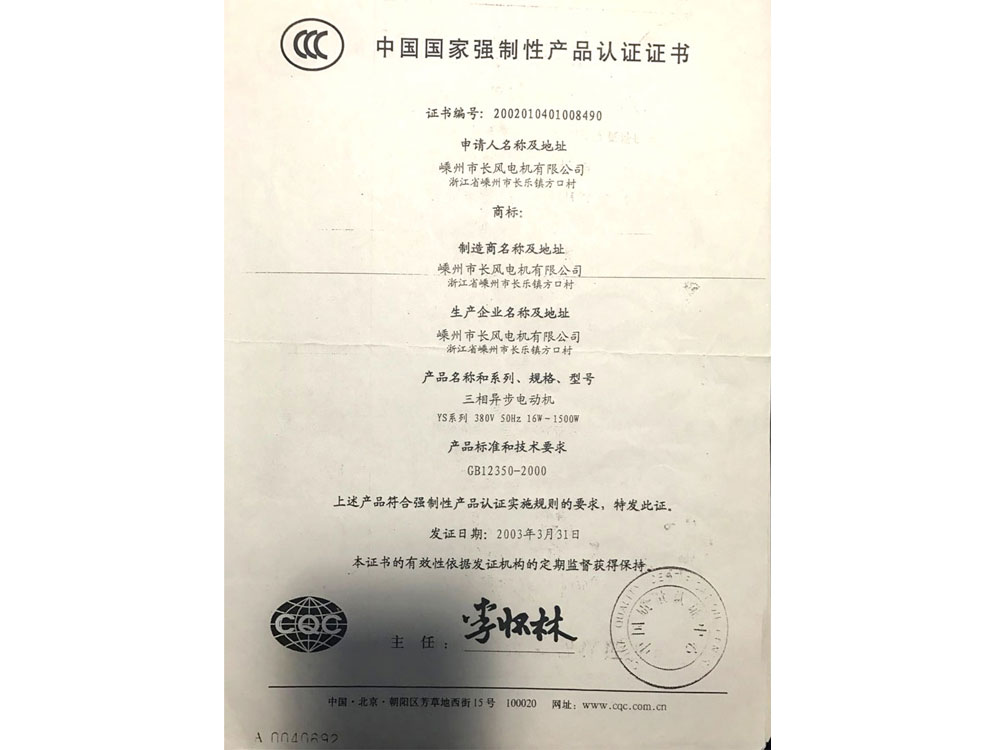 CCC 中国国家强制性产品认证证书
证书编号：2002010401008490
申请人名称及地址
嵊州市长风电机有限公司
浙江省嵊州市长乐镇方口村
商标：
制造商名称及地址
嵊州市长风电机有限公司
浙江省嵊州市长乐镇方口村
生产企业名称及地址
嵊州市长风电机有限公司
浙江省嵊州市长乐镇方口村
产品名称和系列、规格、型号
三相异步电动机
YS系列 380V 50Hz 16W－1500W
产品标准和技术要求
GB12350-2000
上述产品符合强制性产品认证实施规则的要求，特发此证。
发证日期：2003年3月31日
本证书的有效性依据发证机构的定期监督获得保持。
CQC
主任：李怀林
中国·北京·朝阳区芳草地西街15号 100020 网址：www.cqc.com.cn